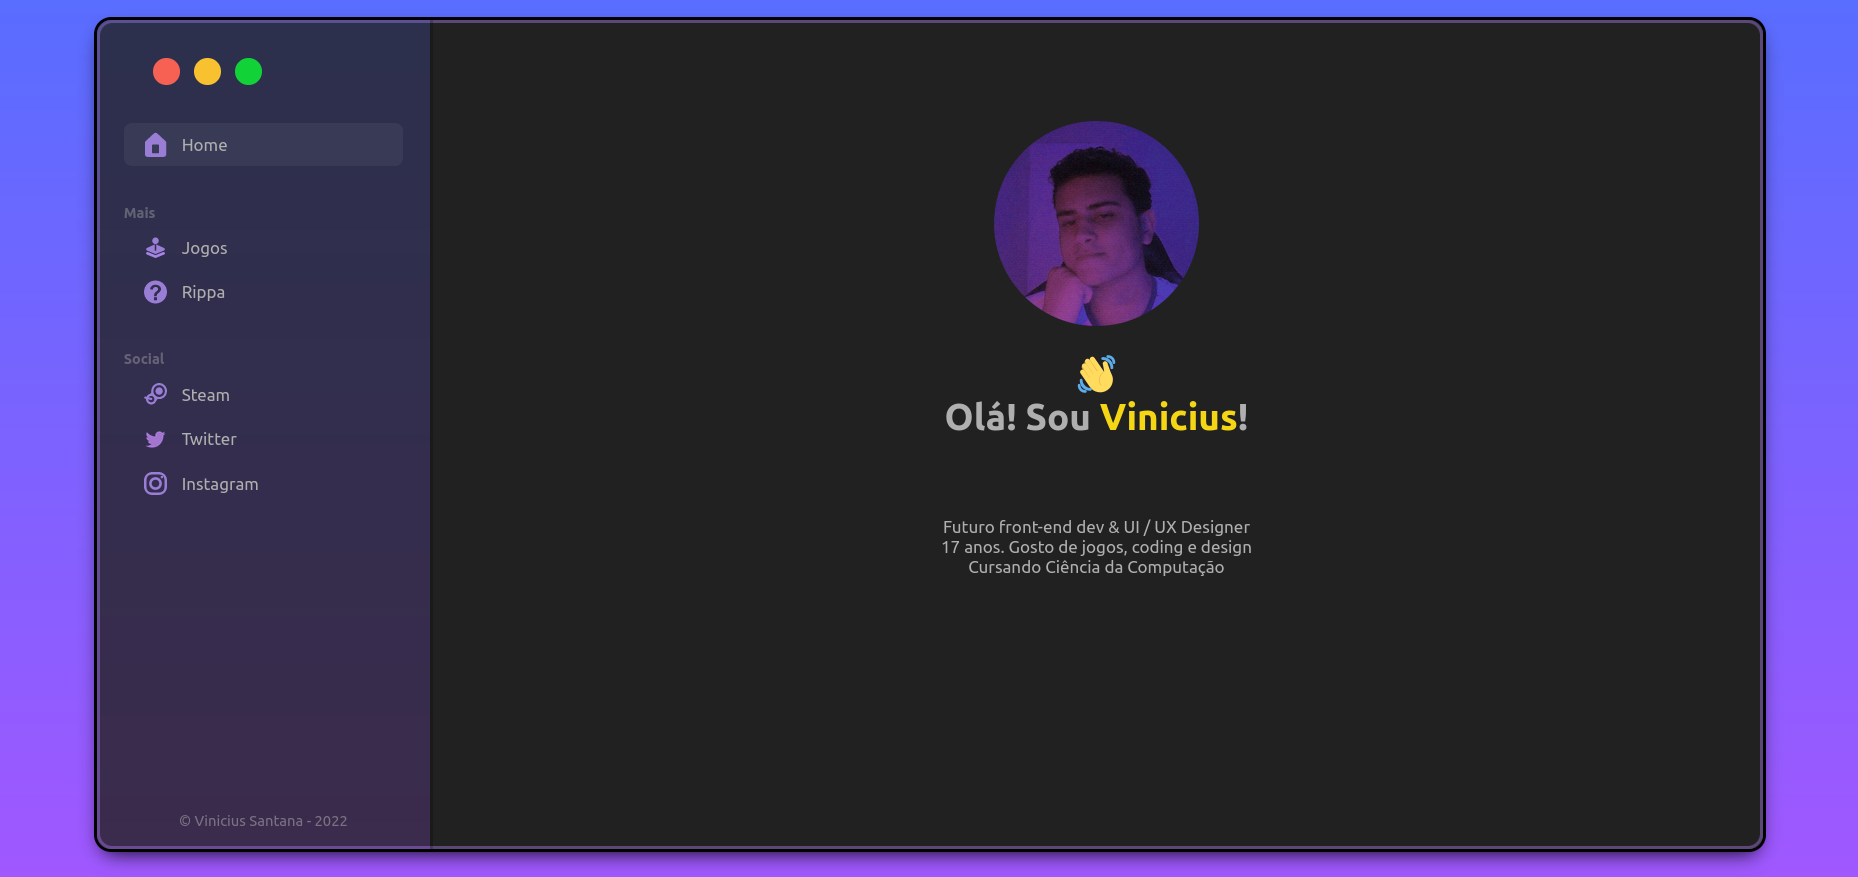 Home
Mais
Jogos
Rippa
Social
Steam
Twitter
Instagram
© Vinicius Santana - 2022
Olá! Sou Vinicius!
Futuro front-end dev & UI / UX Designer
17 anos. Gosto de jogos, coding e design
Cursando Ciência da Computação